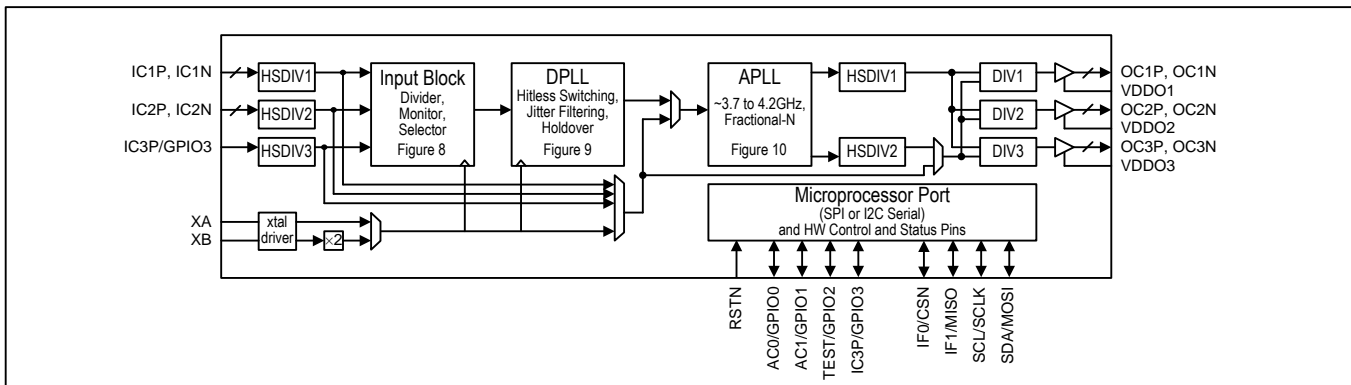 IC1P, IC1N
IC2P, IC2N
IC3P/GPIO3
HSDIV1
HSDIV2
HSDIV3
Input Block
Divider,
Monitor,
Selector
Figure 8
DPLL
Hitless Switching,
Jitter Filtering,
Holdover
Figure 9
APLL
~3.7 to 4.2GHz,
Fractional-N
Figure 10
HSDIV1
HSDIV2
DIV1
DIV2
DIV3
OC1P, OC1N
VDDO1
OC2P, OC2N
VDDO2
OC3P, OC3N
VDDO3
XA
XB
xtal
driver
×2
Microprocessor Port
(SPI or I2C Serial)
and HW Control and Status Pins
RSTN
AC0/GPIO0
AC1/GPIO1
TEST/GPIO2
IC3P/GPIO3
IF0/CSN
IF1/MISO
SCL/SCLK
SDA/MOSI